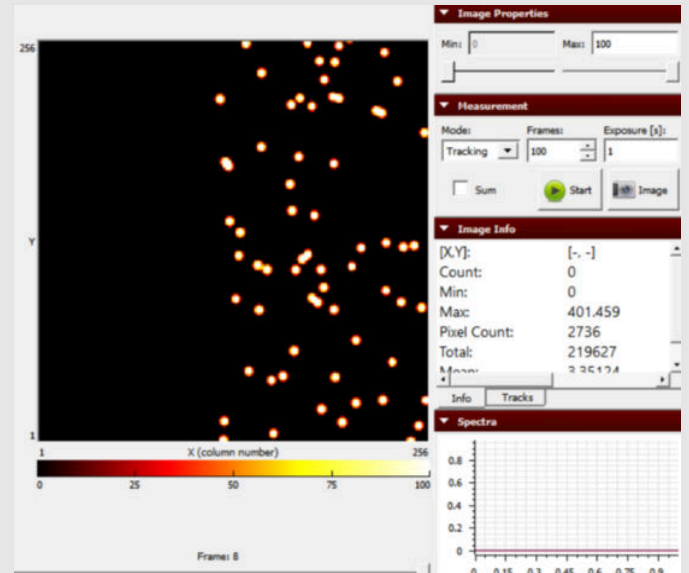 256
Y
1
1 X (column number) 256
0 25 50 75 100
Frame: 6
Image Properties
Min: 0 Max: 100
Measurement
Mode: Frames: Exposure [s]:
Tracking 100 1
Sum Start Image
Image Info
[X,Y]: [-, -]
Count: 0
Min: 0
Max: 401.459
Pixel Count: 2736
Total: 219627
Mean: 3.35124
Info Tracks
Spectra
0.8
0.6
0.4
0.2
0
0 0.15 0.3 0.45 0.6 0.75 0.9